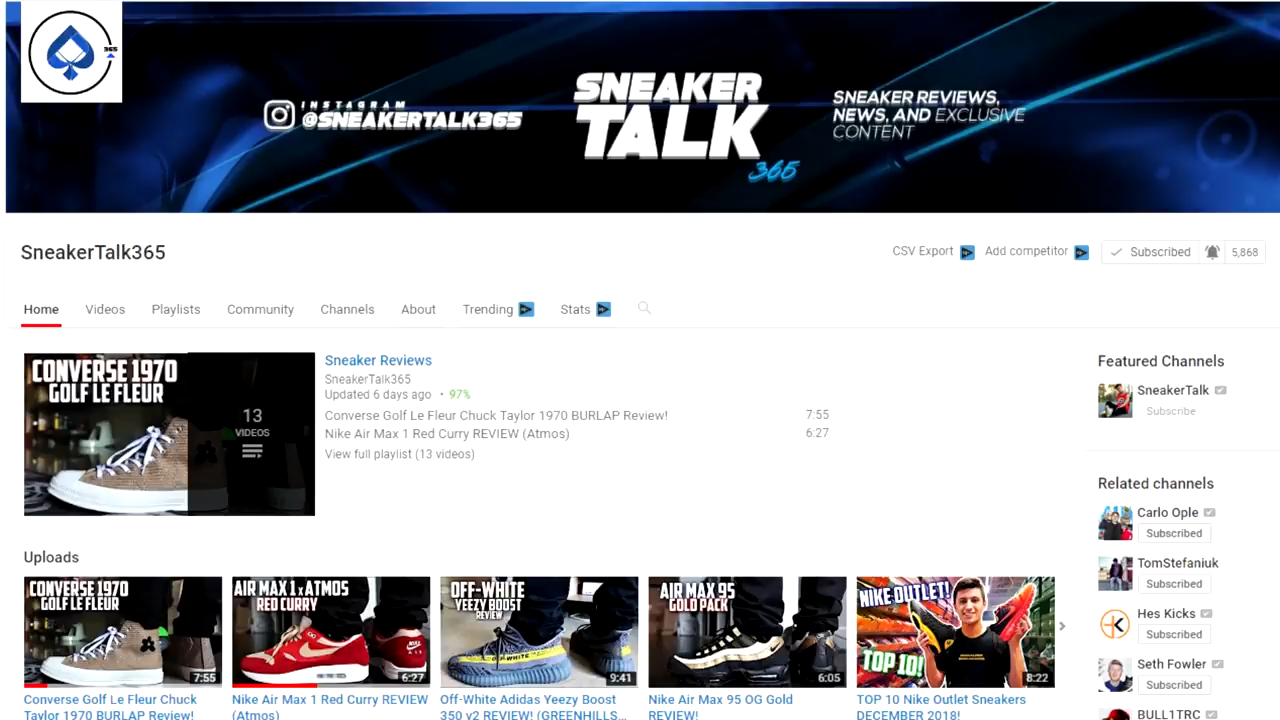 365
INSTAGRAM
@SNEAKERTALK365
SNEAKER
TALK
365
SNEAKER REVIEWS,
NEWS, AND EXCLUSIVE
CONTENT
SneakerTalk365
CSV Export
Add competitor
Subscribed
5,868
Home
Videos
Playlists
Community
Channels
About
Trending
Stats
CONVERSE 1970
GOLF LE FLEUR
13
VIDEOS
Sneaker Reviews
SneakerTalk365
Updated 6 days ago • 97%
Converse Golf Le Fleur Chuck Taylor 1970 BURLAP Review! 7:55
Nike Air Max 1 Red Curry REVIEW (Atmos) 6:27
View full playlist (13 videos)
Featured Channels
SneakerTalk
Subscribe
Related channels
Carlo Ople
Subscribed
TomStefaniuk
Subscribed
Hes Kicks
Subscribed
Seth Fowler
Subscribed
BULL1TRC
Uploads
CONVERSE 1970
GOLF LE FLEUR
7:55
Converse Golf Le Fleur Chuck
Taylor 1970 BURLAP Review!
AIR MAX 1 x ATMOS
RED CURRY
6:27
Nike Air Max 1 Red Curry REVIEW
(Atmos)
OFF-WHITE
YEEZY BOOST
REVIEW
OFF-WHITE
9:41
Off-White Adidas Yeezy Boost
350 v2 REVIEW! (GREENHILLS...
AIR MAX 95
GOLD PACK
6:05
Nike Air Max 95 OG Gold
REVIEW!
NIKE OUTLET!
TOP 10!
8:22
TOP 10 Nike Outlet Sneakers
DECEMBER 2018!